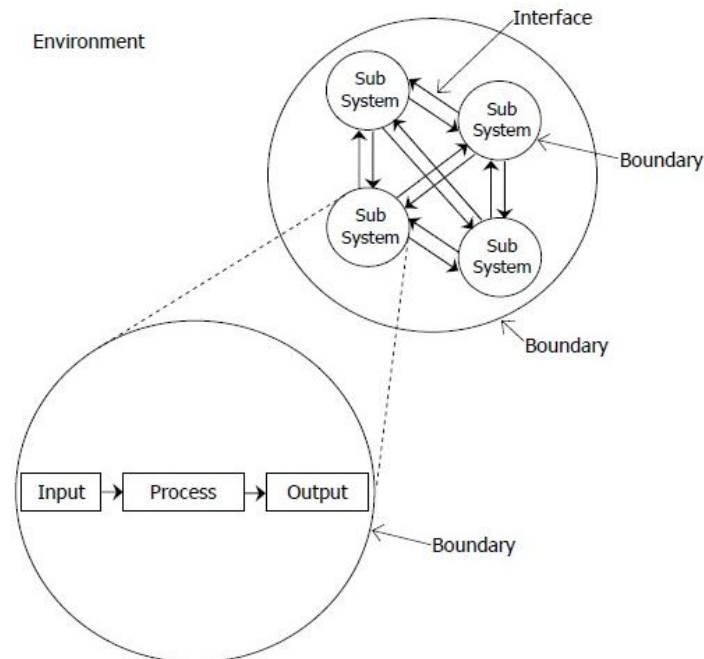 Interface
Environment
Sub
System
Sub
System
Boundary
Sub
System
Sub
System
Boundary
Input
Process
Output
Boundary